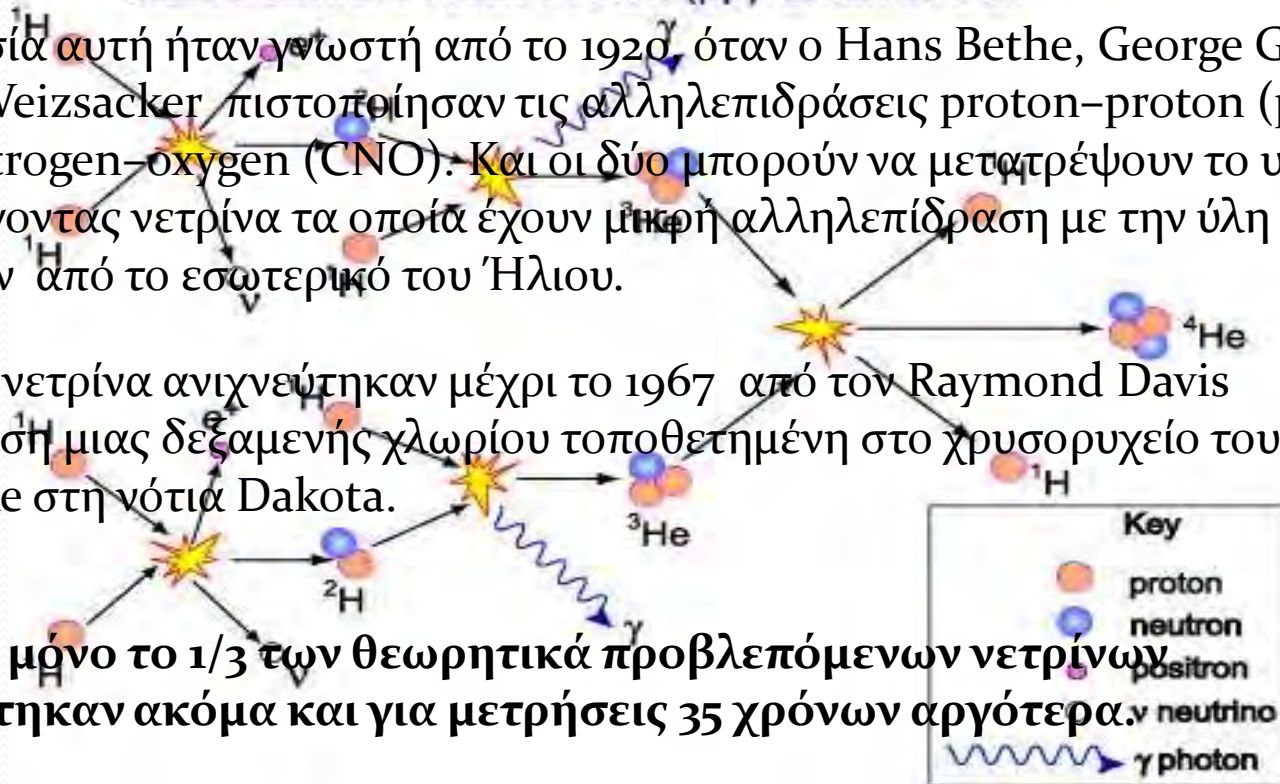 σία αυτή ήταν γνωστή από το 1920, όταν ο Hans Bethe, George G
Weizsacker πιστοποίησαν τις αλληλεπιδράσεις proton–proton (p
trogen–oxygen (CNO). Και οι δύο μπορούν να μετατρέψουν το υ
γοντας νετρίνα τα οποία έχουν μικρή αλληλεπίδραση με την ύλη
ν από το εσωτερικό του Ήλιου.
νετρίνα ανιχνεύτηκαν μέχρι το 1967 από τον Raymond Davis
ση μιας δεξαμενής χλωρίου τοποθετημένη στο χρυσορυχείο του
e στη νότια Dakota.
μόνο το 1/3 των θεωρητικά προβλεπόμενων νετρίνων
τηκαν ακόμα και για μετρήσεις 35 χρόνων αργότερα.
¹H
γ
¹H
ν
⁴He
¹H
e⁺
¹H
³He
²H
γ
ν
H
Key
proton
neutron
positron
ν neutrino
γ photon